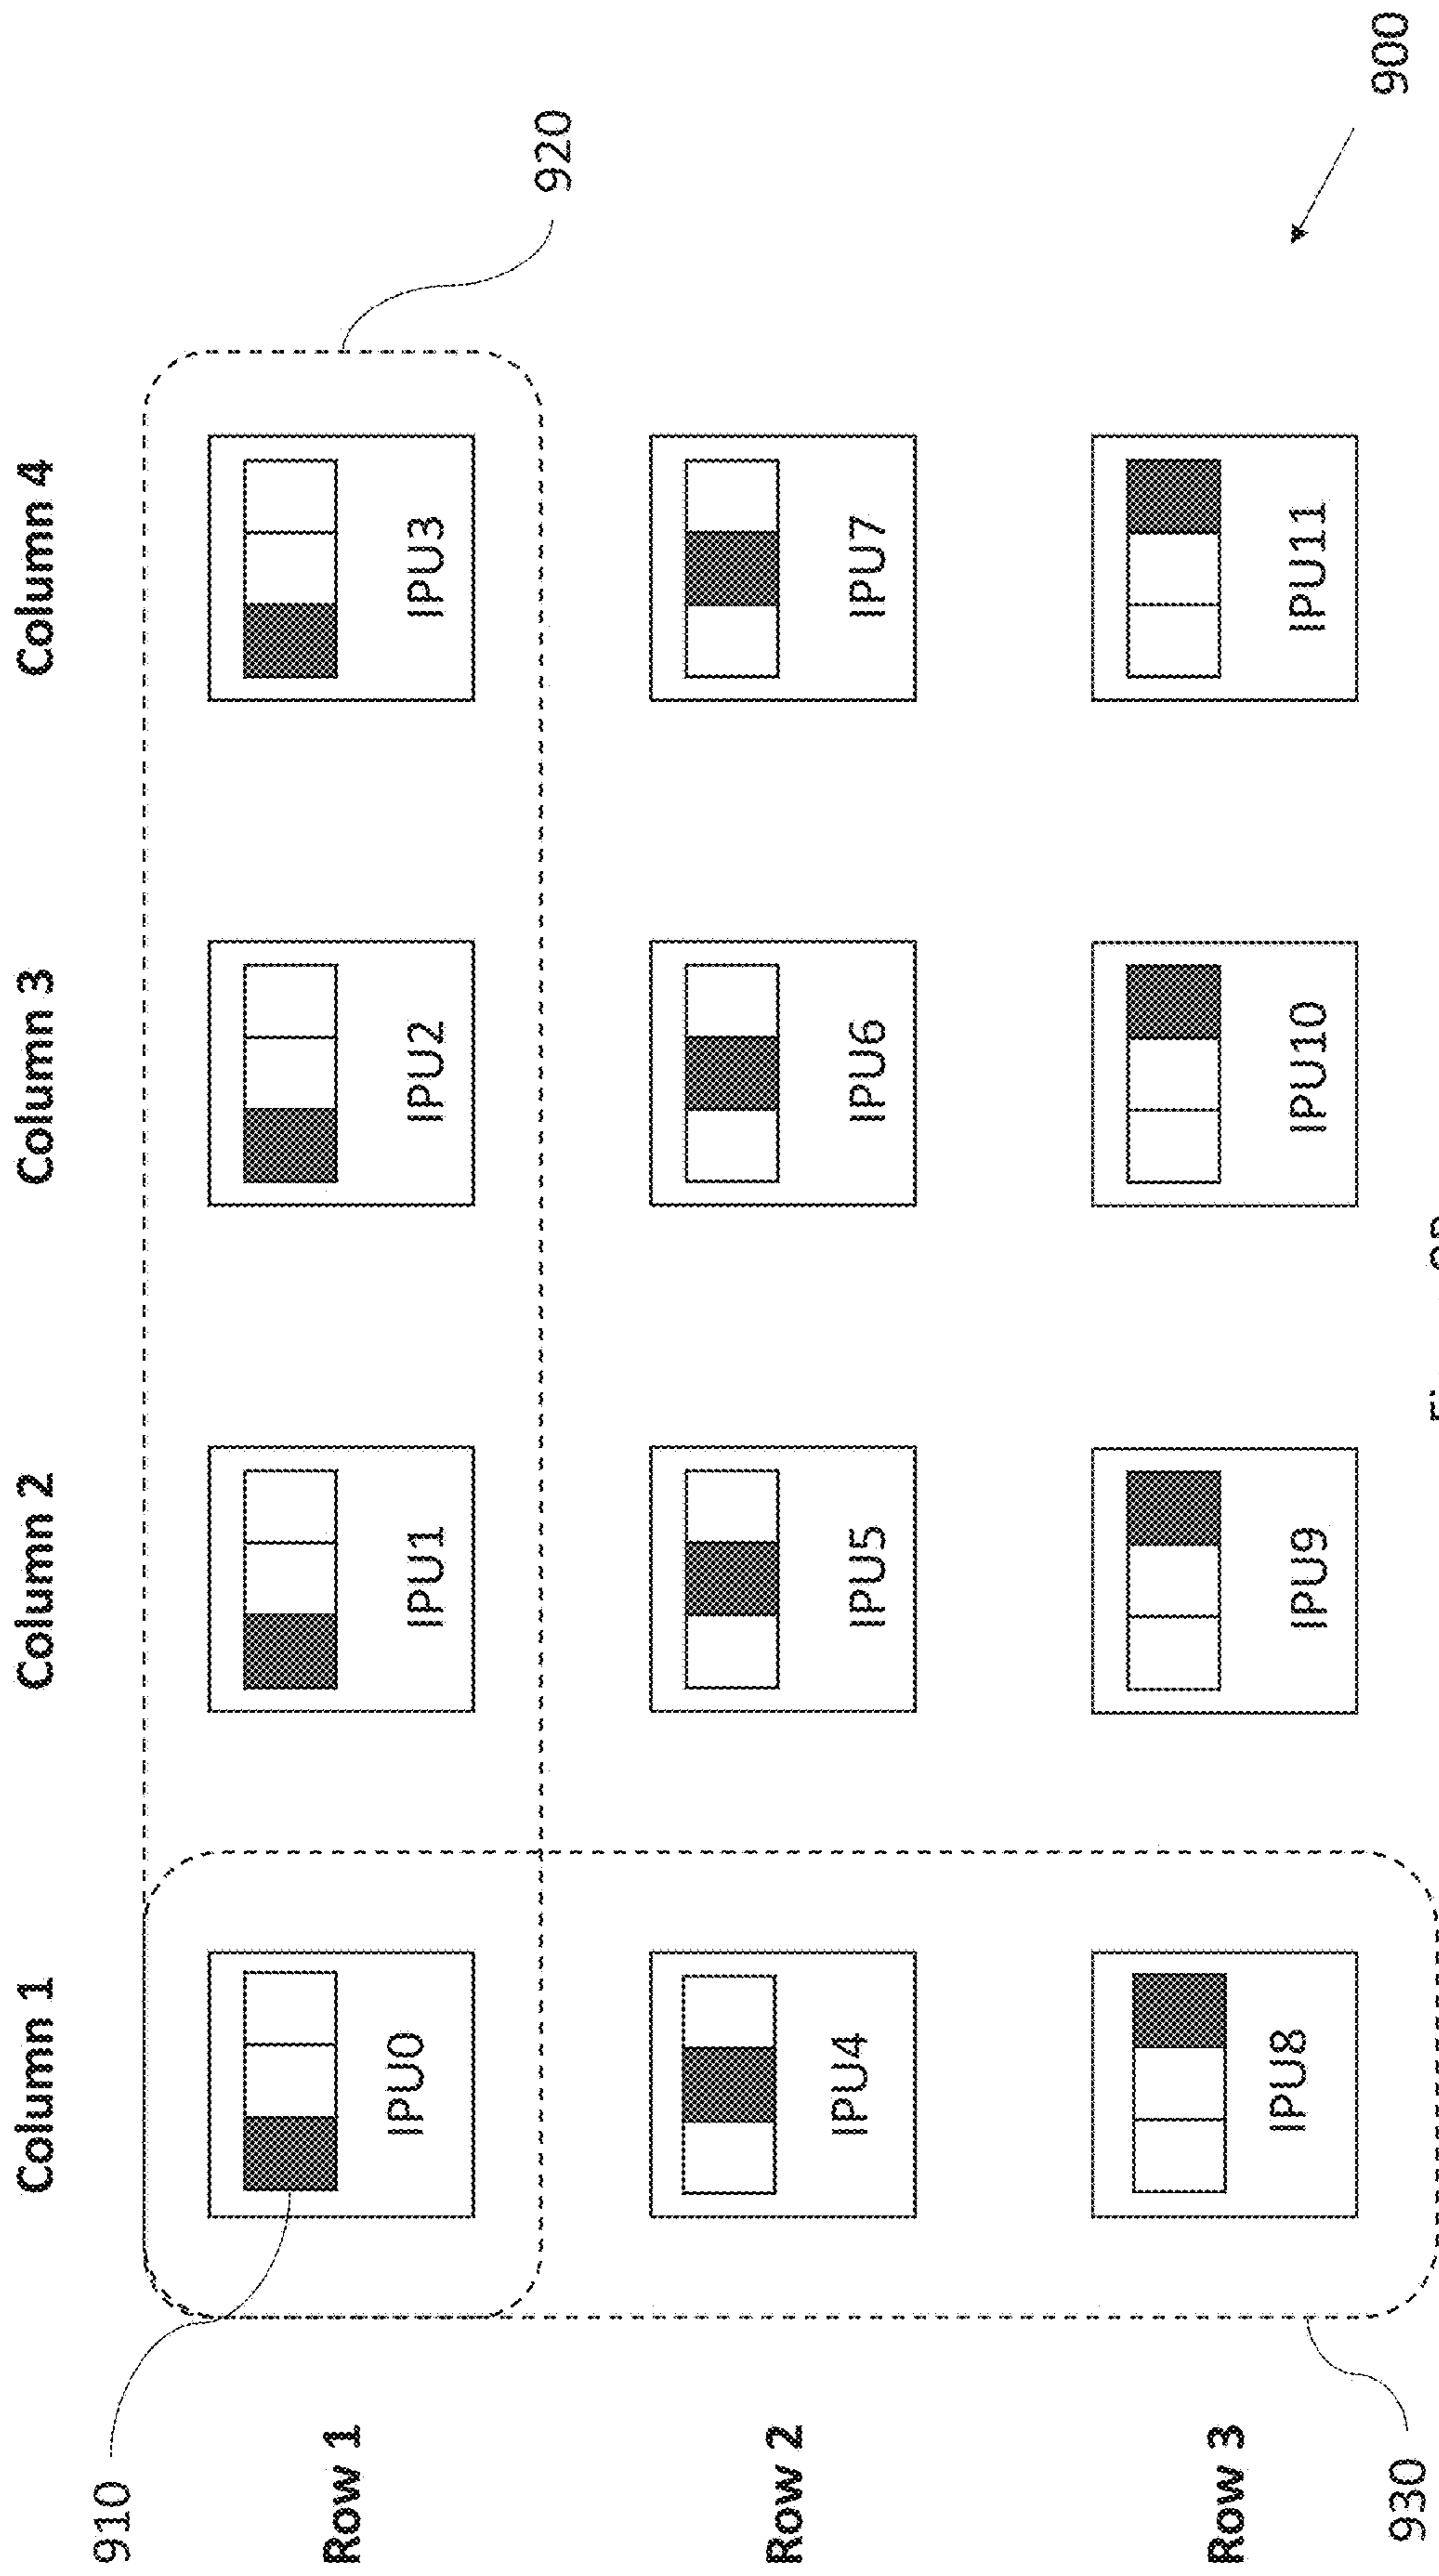 Column 1 Column 2 Column 3 Column 4
910
Row 1 IPU0 IPU1 IPU2 IPU3
920
Row 2 IPU4 IPU5 IPU6 IPU7
Row 3 IPU8 IPU9 IPU10 IPU11
930
900